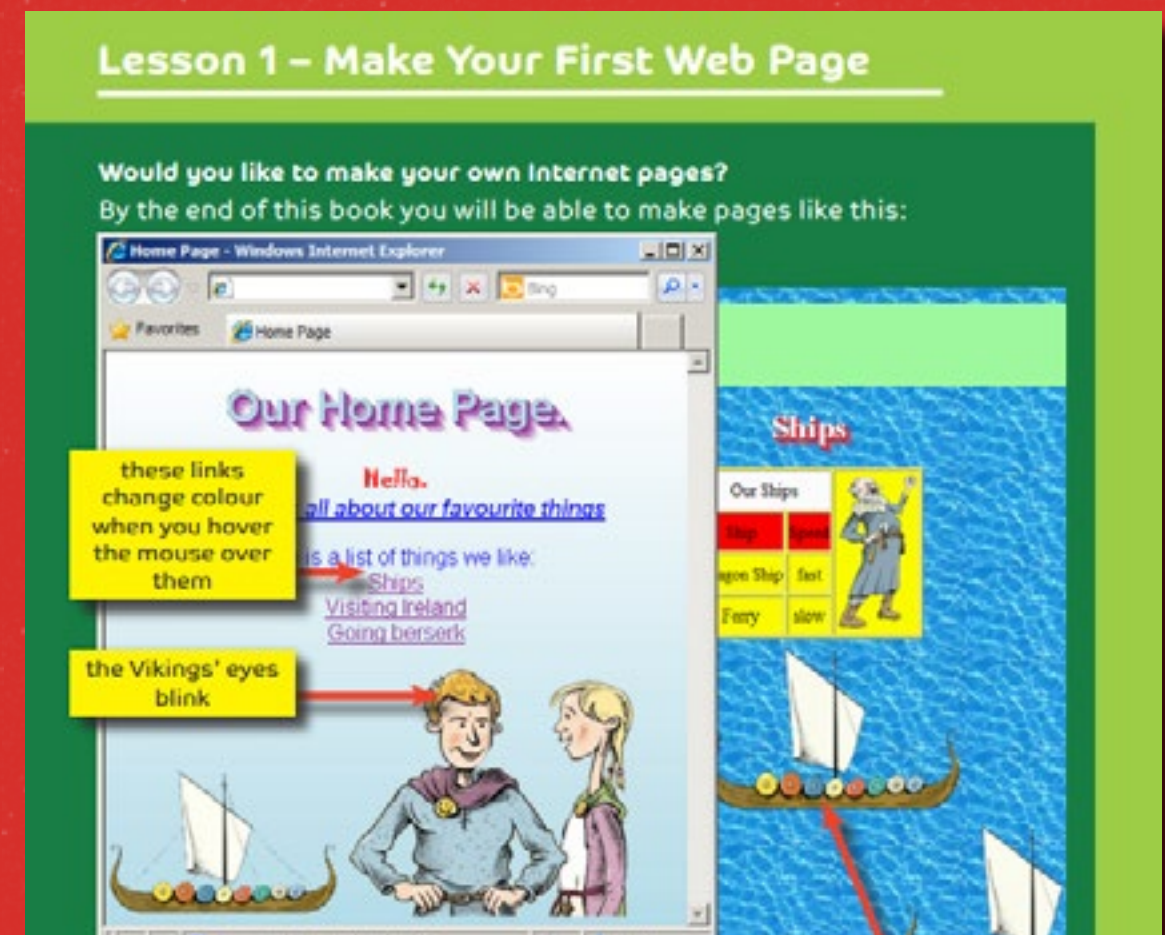 Lesson 1 – Make Your First Web Page
Would you like to make your own Internet pages?
By the end of this book you will be able to make pages like this:
Home Page - Windows Internet Explorer
Bing
Favorites
Home Page
Our Home Page.
Hello.
all about our favourite things
is a list of things we like:
Ships
Visiting Ireland
Going berserk
these links
change colour
when you hover
the mouse over
them
the Vikings' eyes
blink
Ships
Our Ships
Ship Speed
agon Ship fast
Ferry slow